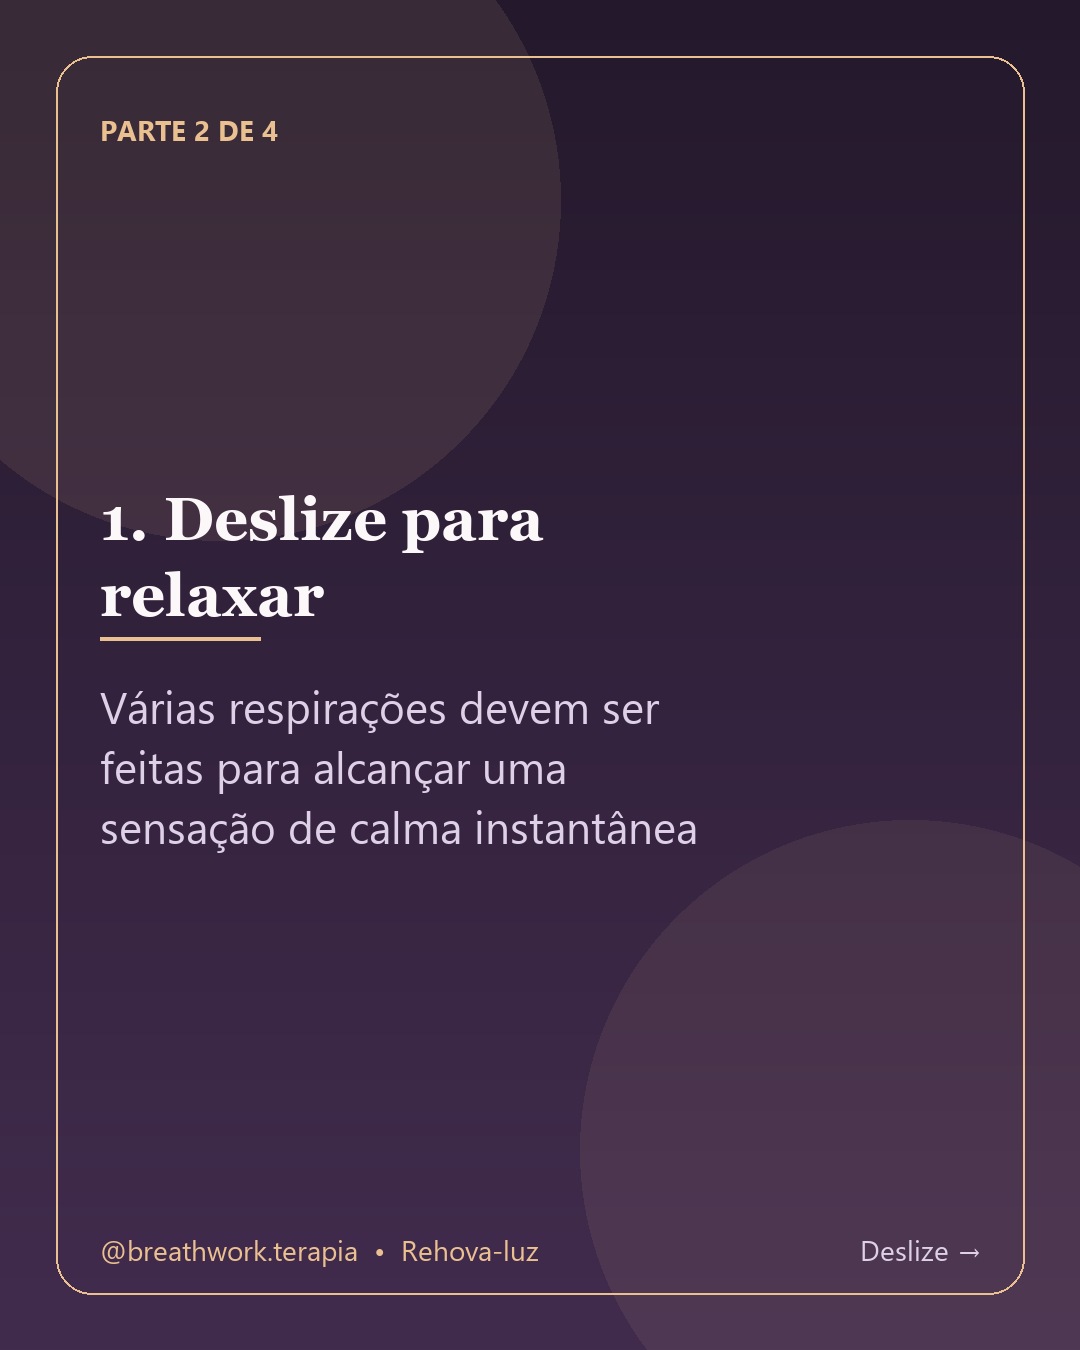 PARTE 2 DE 4
1. Deslize para
relaxar
Várias respirações devem ser
feitas para alcançar uma
sensação de calma instantânea
@breathwork.terapia • Rehova-luz
Deslize →